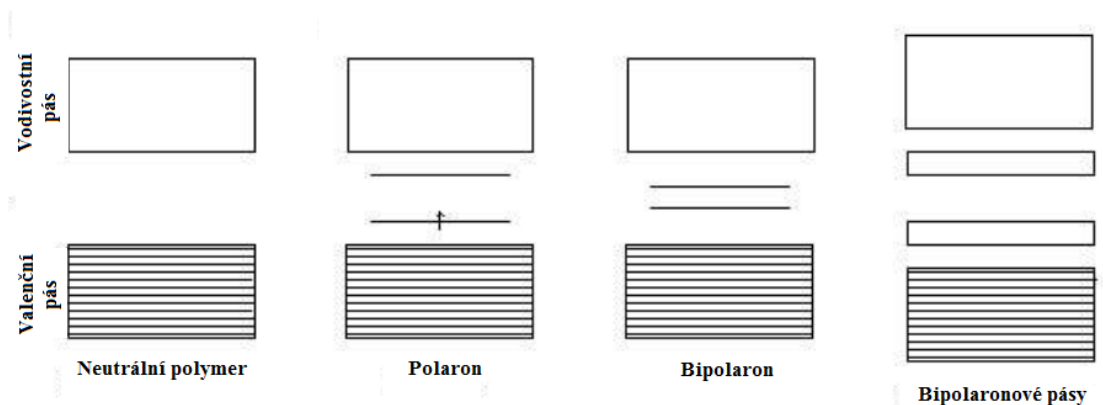 Vodivostní
pás
Valenční
pás
Neutrální polymer
Polaron
Bipolaron
Bipolaronové pásy